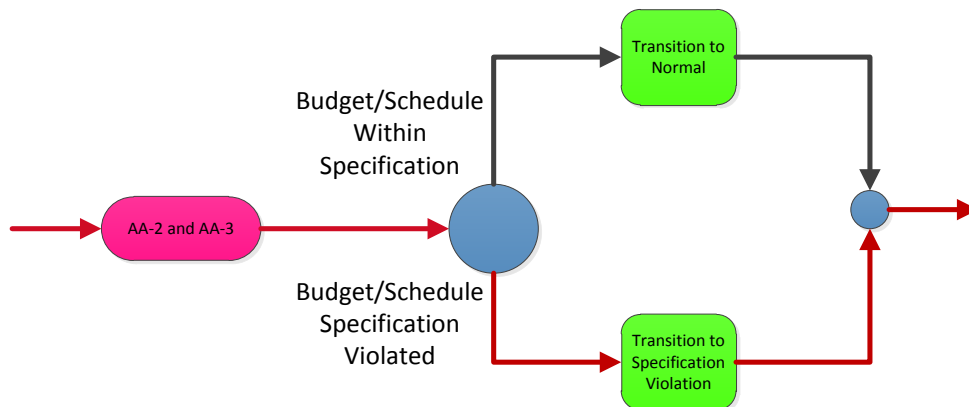 Transition to
Normal
Budget/Schedule
Within
Specification
AA-2 and AA-3
Budget/Schedule
Specification
Violated
Transition to
Specification
Violation